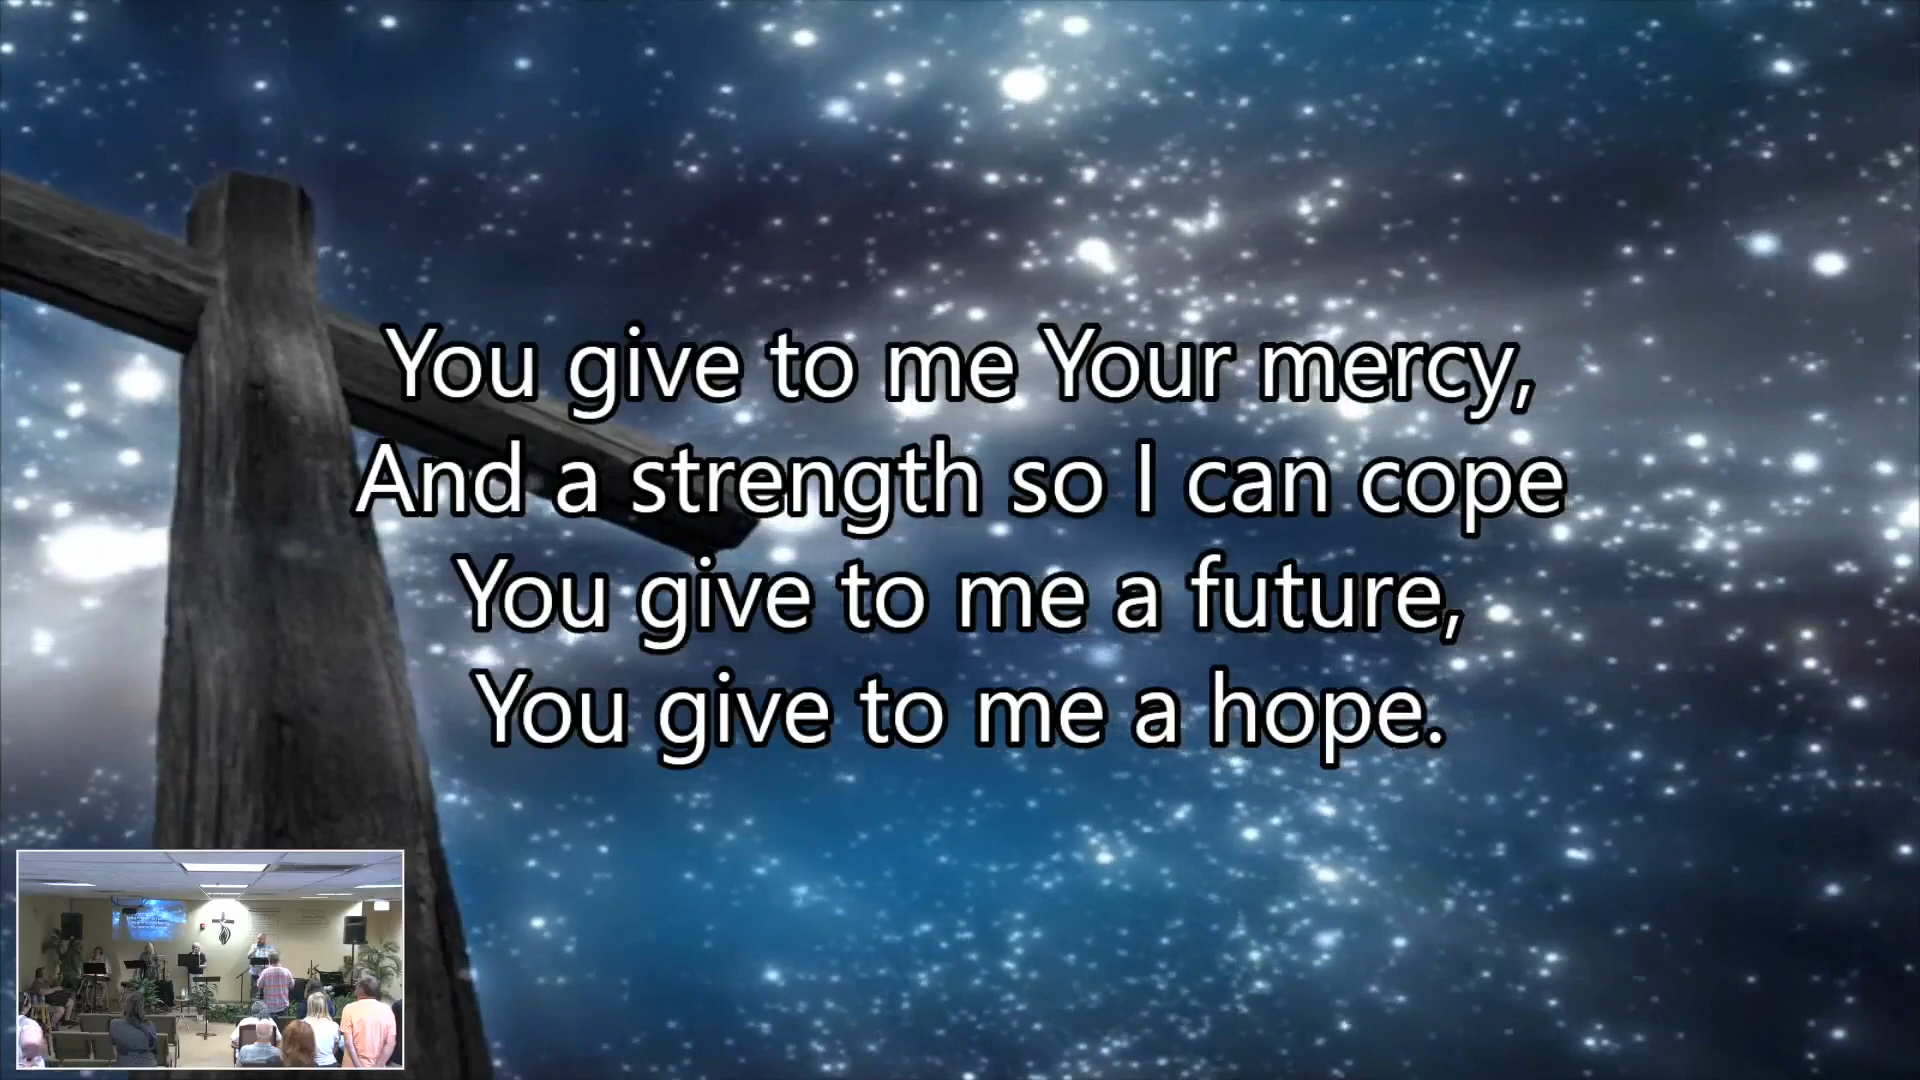 You give to me Your mercy,
And a strength so I can cope
You give to me a future,
You give to me a hope.